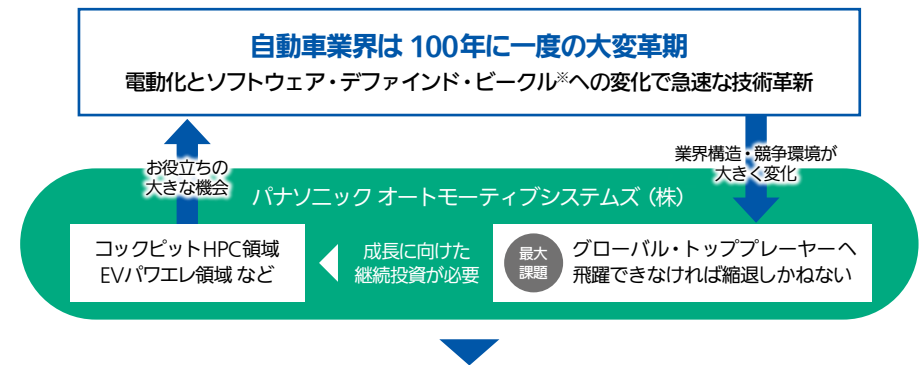 自動車業界は 100年に一度の大変革期
電動化とソフトウェア・デファインド・ビークル※への変化で急速な技術革新
お役立ちの
大きな機会
業界構造・競争環境が
大きく変化
パナソニック オートモーティブシステムズ（株）
コックピットHPC領域
EVパワエレ領域 など
成長に向けた
継続投資が必要
最大
課題
グローバル・トッププレーヤーへ
飛躍できなければ縮退しかねない